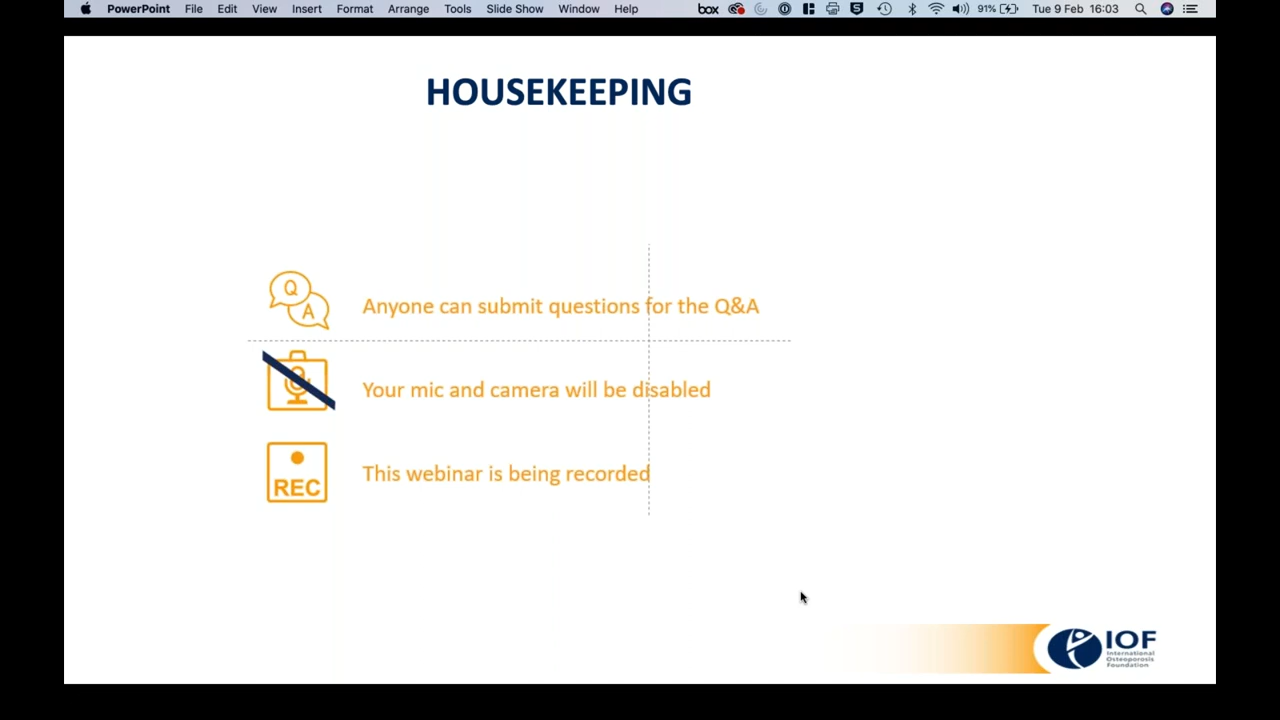 PowerPoint File Edit View Insert Format Arrange Tools Slide Show Window Help box 91% Tue 9 Feb 16:03
HOUSEKEEPING
Q
A
Anyone can submit questions for the Q&A
Your mic and camera will be disabled
REC
This webinar is being recorded
IOF
International
Osteoporosis
Foundation